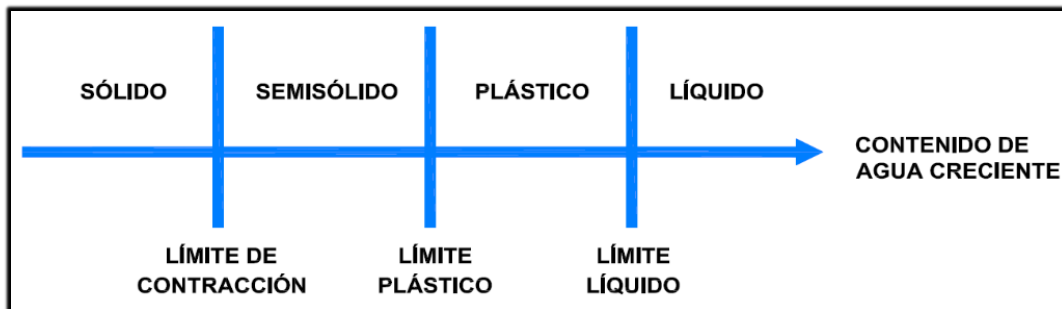 SÓLIDO SEMISÓLIDO PLÁSTICO LÍQUIDO
CONTENIDO DE
AGUA CRECIENTE
LÍMITE DE
CONTRACCIÓN
LÍMITE
PLÁSTICO
LÍMITE
LÍQUIDO